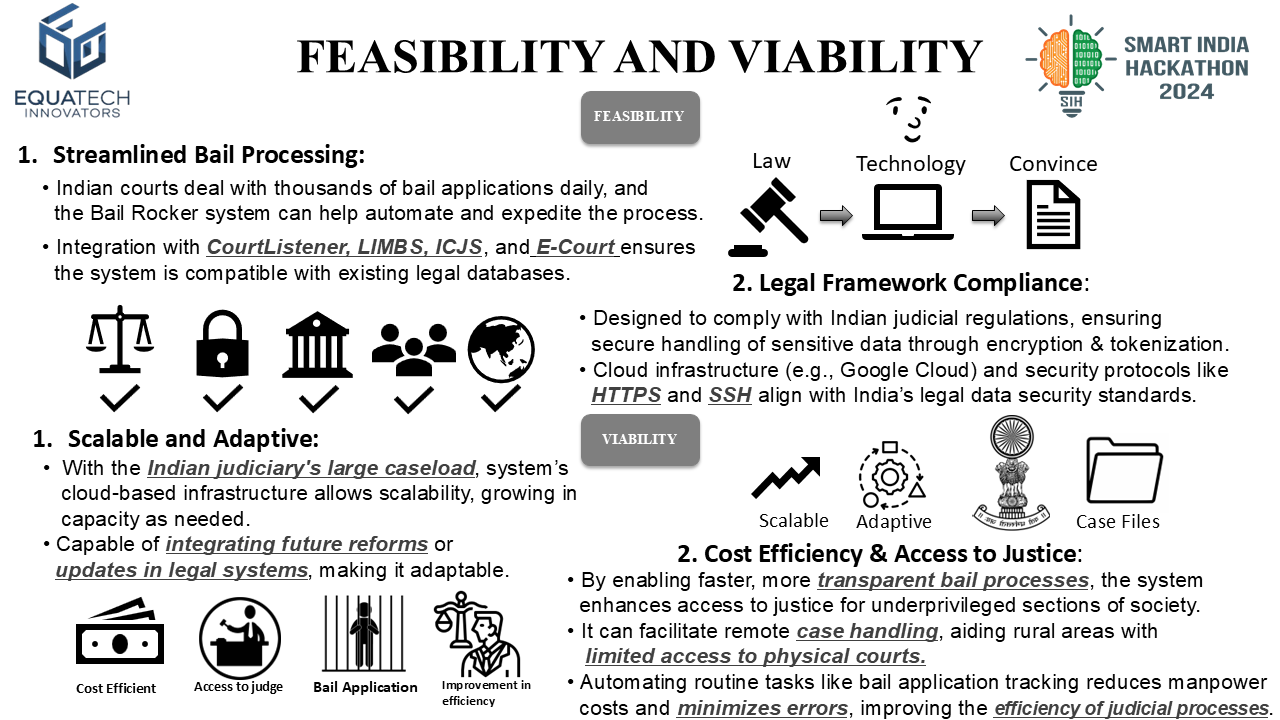 EQUATECH
INNOVATORS
FEASIBILITY AND VIABILITY
SIH
SMART INDIA
HACKATHON
2024
FEASIBILITY
1. Streamlined Bail Processing:
• Indian courts deal with thousands of bail applications daily, and
the Bail Rocker system can help automate and expedite the process.
• Integration with CourtListener, LIMBS, ICJS, and E-Court ensures
the system is compatible with existing legal databases.
Law
Technology
Convince
2. Legal Framework Compliance:
• Designed to comply with Indian judicial regulations, ensuring
secure handling of sensitive data through encryption & tokenization.
• Cloud infrastructure (e.g., Google Cloud) and security protocols like
HTTPS and SSH align with India’s legal data security standards.
VIABILITY
1. Scalable and Adaptive:
• With the Indian judiciary's large caseload, system’s
cloud-based infrastructure allows scalability, growing in
capacity as needed.
• Capable of integrating future reforms or
updates in legal systems, making it adaptable.
Cost Efficient
Access to judge
Bail Application
Improvement in
efficiency
Scalable
Adaptive
Case Files
2. Cost Efficiency & Access to Justice:
• By enabling faster, more transparent bail processes, the system
enhances access to justice for underprivileged sections of society.
• It can facilitate remote case handling, aiding rural areas with
limited access to physical courts.
• Automating routine tasks like bail application tracking reduces manpower
costs and minimizes errors, improving the efficiency of judicial processes.